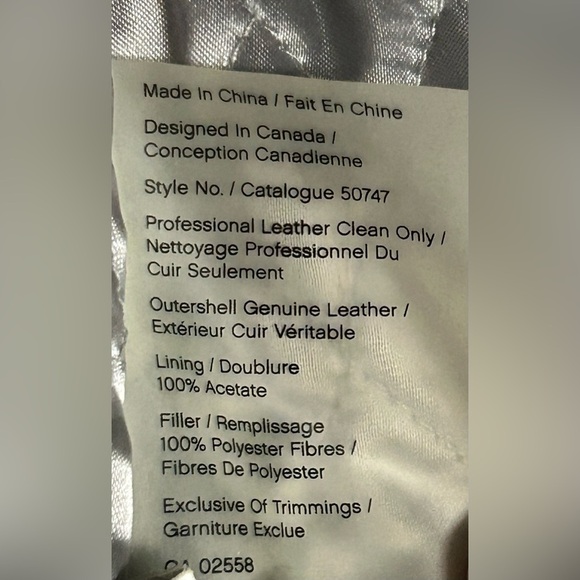 Made In China / Fait En Chine
Designed In Canada /
Conception Canadienne
Style No. / Catalogue 50747
Professional Leather Clean Only /
Nettoyage Professionnel Du
Cuir Seulement
Outershell Genuine Leather /
Extérieur Cuir Véritable
Lining / Doublure
100% Acetate
Filler / Remplissage
100% Polyester Fibres /
Fibres De Polyester
Exclusive Of Trimmings /
Garniture Exclue
CA 02558